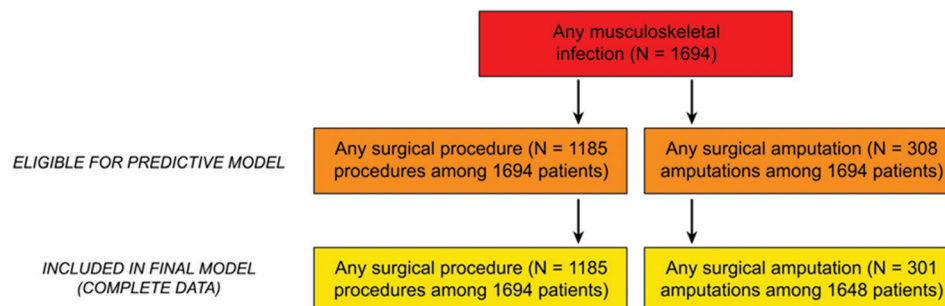 Any musculoskeletal
infection (N = 1694)
ELIGIBLE FOR PREDICTIVE MODEL
Any surgical procedure (N = 1185
procedures among 1694 patients)
Any surgical amputation (N = 308
amputations among 1694 patients)
INCLUDED IN FINAL MODEL
(COMPLETE DATA)
Any surgical procedure (N = 1185
procedures among 1694 patients)
Any surgical amputation (N = 301
amputations among 1648 patients)